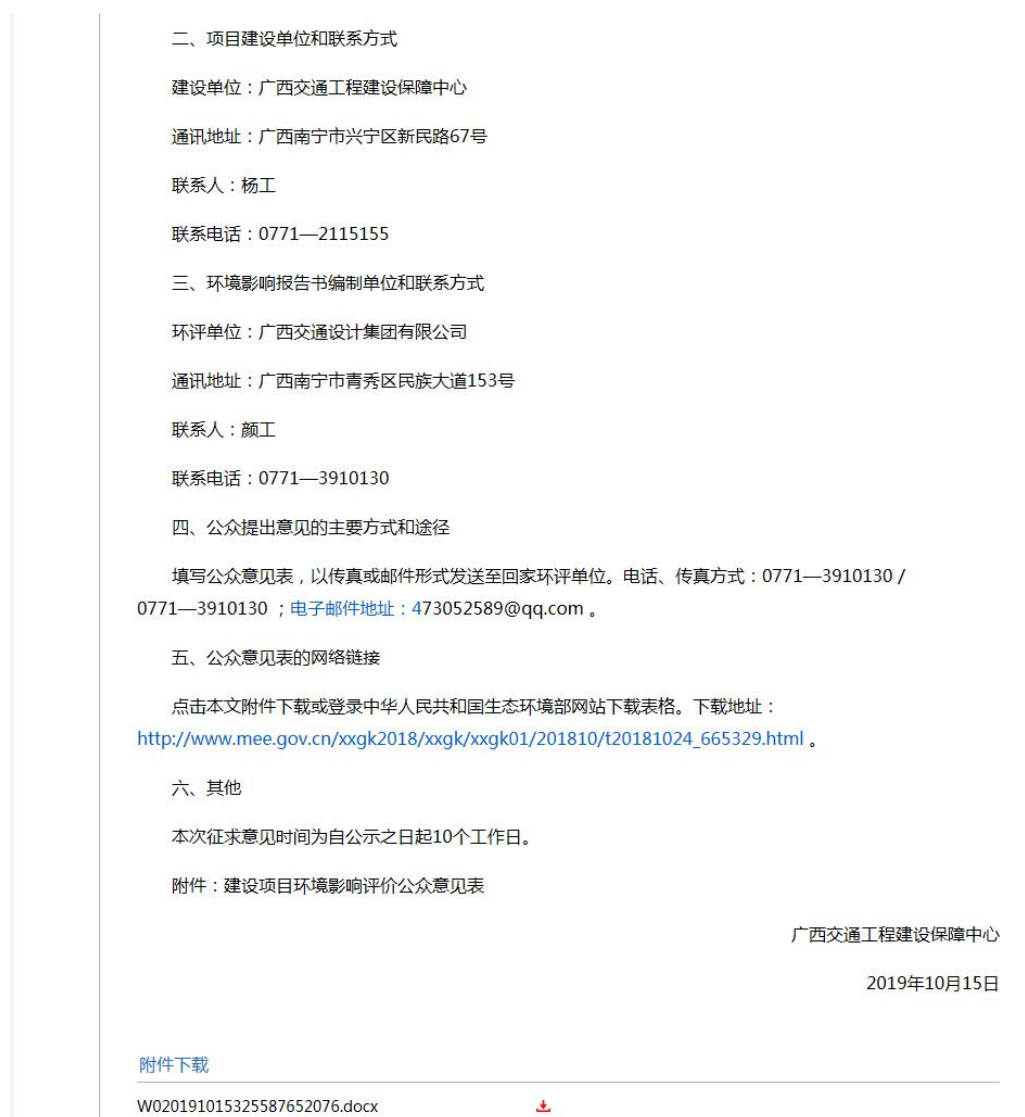 二、项目建设单位和联系方式
建设单位：广西交通工程建设保障中心
通讯地址：广西南宁市兴宁区新民路67号
联系人：杨工
联系电话：0771—2115155
三、环境影响报告书编制单位和联系方式
环评单位：广西交通设计集团有限公司
通讯地址：广西南宁市青秀区民族大道153号
联系人：颜工
联系电话：0771—3910130
四、公众提出意见的主要方式和途径
填写公众意见表，以传真或邮件形式发送至回家环评单位。电话、传真方式：0771—3910130 /
0771—3910130 ；电子邮件地址：473052589@qq.com 。
五、公众意见表的网络链接
点击本文附件下载或登录中华人民共和国生态环境部网站下载表格。下载地址：
http://www.mee.gov.cn/xxgk2018/xxgk/xxgk01/201810/t20181024_665329.html 。
六、其他
本次征求意见时间为自公示之日起10个工作日。
附件：建设项目环境影响评价公众意见表
广西交通工程建设保障中心
2019年10月15日
附件下载
W020191015325587652076.docx